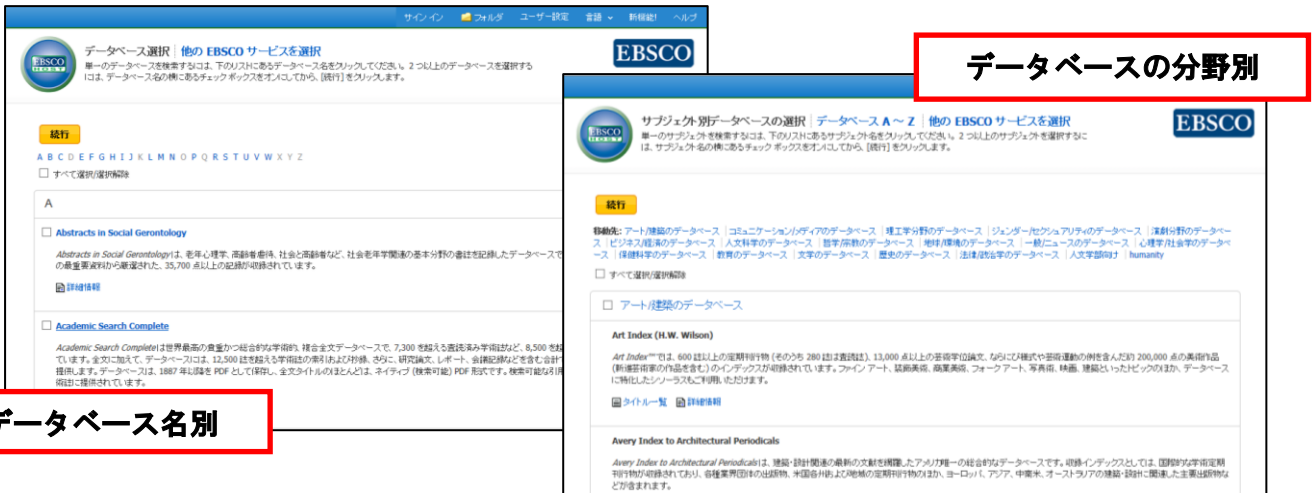 サインイン フォルダ ユーザー設定 言語 新機能! ヘルプ
EBSCO HOST
データベース選択 | 他の EBSCO サービスを選択
単一のデータベースを検索するには、下のリストにあるデータベース名をクリックしてください。2 つ以上のデータベースを選択する
には、データベース名の横にあるチェック ボックスをオンにしてから、[続行] をクリックします。
EBSCO
続行
A B C D E F G H I J K L M N O P Q R S T U V W X Y Z
すべて選択/選択解除
A
Abstracts in Social Gerontology
Abstracts in Social Gerontologyは、老年心理学、高齢者虐待、社会と高齢者など、社会老年学関連の基本分野の書誌を記録したデータベースで
の最重要資料から厳選された、35,700 点以上の記録が収録されています。
詳細情報
Academic Search Complete
Academic Search Completeは世界最高の貴重かつ総合的な学術的、複合全文データベースで、7,300 を超える査読済み学術誌など、8,500 を超
ています。全文に加えて、データベースには、12,500 誌を超える学術誌の索引および抄録、さらに、研究論文、レポート、会議記録などを含む合計
提供します。データベースは、1887 年以降を PDF として保存し、全文タイトルのほとんどは、ネイティブ (検索可能) PDF 形式です。検索可能な引用
術誌に提供されています。
データベース名別
データベースの分野別
EBSCO HOST
サブジェクト別データベースの選択 | データベース A ~ Z | 他の EBSCO サービスを選択
単一のサブジェクトを検索するには、下のリストにあるサブジェクト名をクリックしてください。2 つ以上のサブジェクトを選択するに
は、サブジェクト名の横にあるチェック ボックスをオンにしてから、[続行] をクリックします。
EBSCO
続行
移動先: アート/建築のデータベース | コミュニケーション/メディアのデータベース | 理工学分野のデータベース | ジェンダー/セクシュアリティのデータベース | 演劇分野のデータベー
ス | ビジネス/経済のデータベース | 人文科学のデータベース | 哲学/宗教のデータベース | 地球/環境のデータベース | 一般/ニュースのデータベース | 心理学/社会学のデータベ
ース | 保健科学のデータベース | 教育のデータベース | 文学のデータベース | 歴史のデータベース | 法律/政治学のデータベース | 人文学部向け | humanity
すべて選択/選択解除
アート/建築のデータベース
Art Index (H.W. Wilson)
Art Index™では、600 誌以上の定期刊行物 (そのうち 280 誌は査読誌)、13,000 点以上の芸術学位論文、ならびに様式や芸術運動の例を含んだ約 200,000 点の美術作品
(新進芸術家の作品を含む) のインデックスが収録されています。ファイン アート、装飾美術、商業美術、フォーク アート、写真術、映画、建築といったトピックのほか、データベース
に特化したシソーラスもご利用いただけます。
タイトル一覧 詳細情報
Avery Index to Architectural Periodicals
Avery Index to Architectural Periodicalsは、建築・設計関連の最新の文献を網羅したアメリカ唯一の総合的なデータベースです。収録インデックスとしては、国際的な学術定期
刊行物が収録されており、各種業界団体の出版物、米国各州および地域の定期刊行物のほか、ヨーロッパ、アジア、中南米、オーストラリアの建築・設計に関連した主要出版物な
どが含まれます。